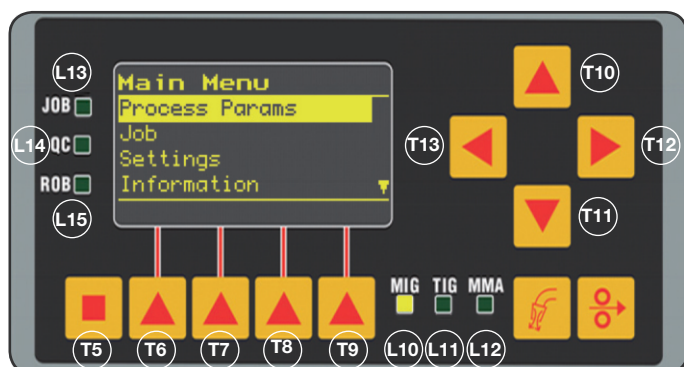 L13
T10
Main Menu
JOB
Process Params
L14
QC
Job
T13
T12
Settings
ROB
Information
L15
T11
MIG TIG MMA
T5
T6
T7
T8
T9
L10
L11
L12